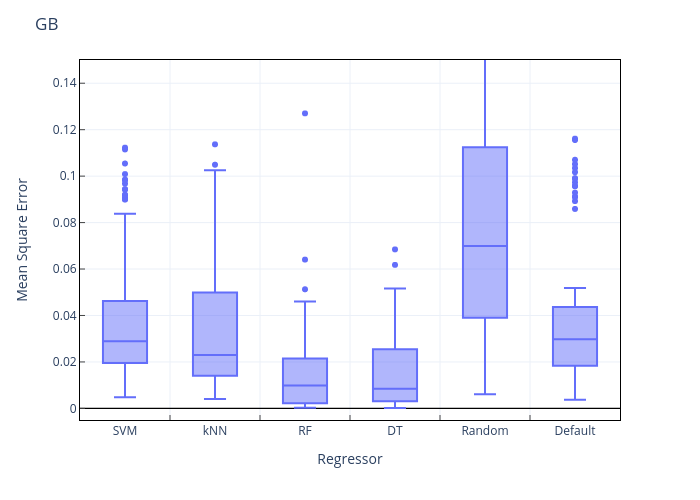 GB
Mean Square Error
0.14
0.12
0.1
0.08
0.06
0.04
0.02
0
SVM kNN RF DT Random Default
Regressor